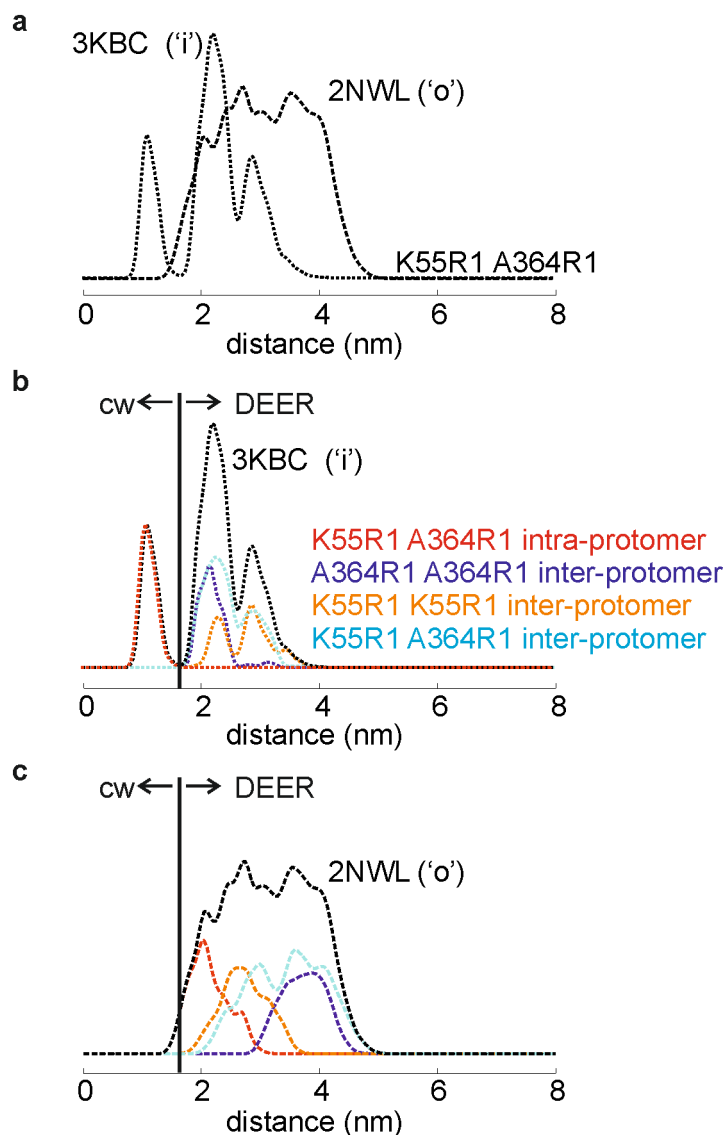 a
3KBC (‘i’)
2NWL (‘o’)
K55R1 A364R1
0 2 4 6 8
distance (nm)
b
cw DEER
3KBC (‘i’)
K55R1 A364R1 intra-protomer
A364R1 A364R1 inter-protomer
K55R1 K55R1 inter-protomer
K55R1 A364R1 inter-protomer
0 2 4 6 8
distance (nm)
c
cw DEER
2NWL (‘o’)
0 2 4 6 8
distance (nm)